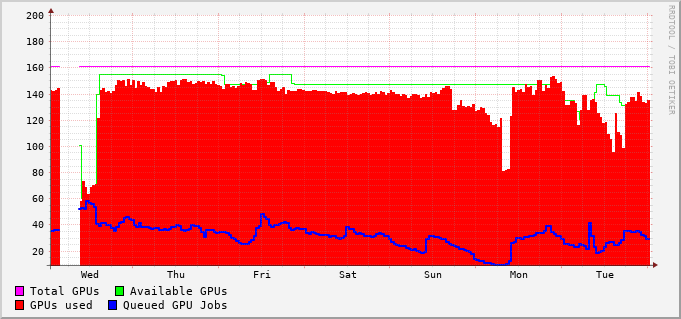 200
180
160
140
120
100
80
60
40
20
Wed Thu Fri Sat Sun Mon Tue
RRDTOOL / TOBI OETIKER
Total GPUs Available GPUs
GPUs used Queued GPU Jobs